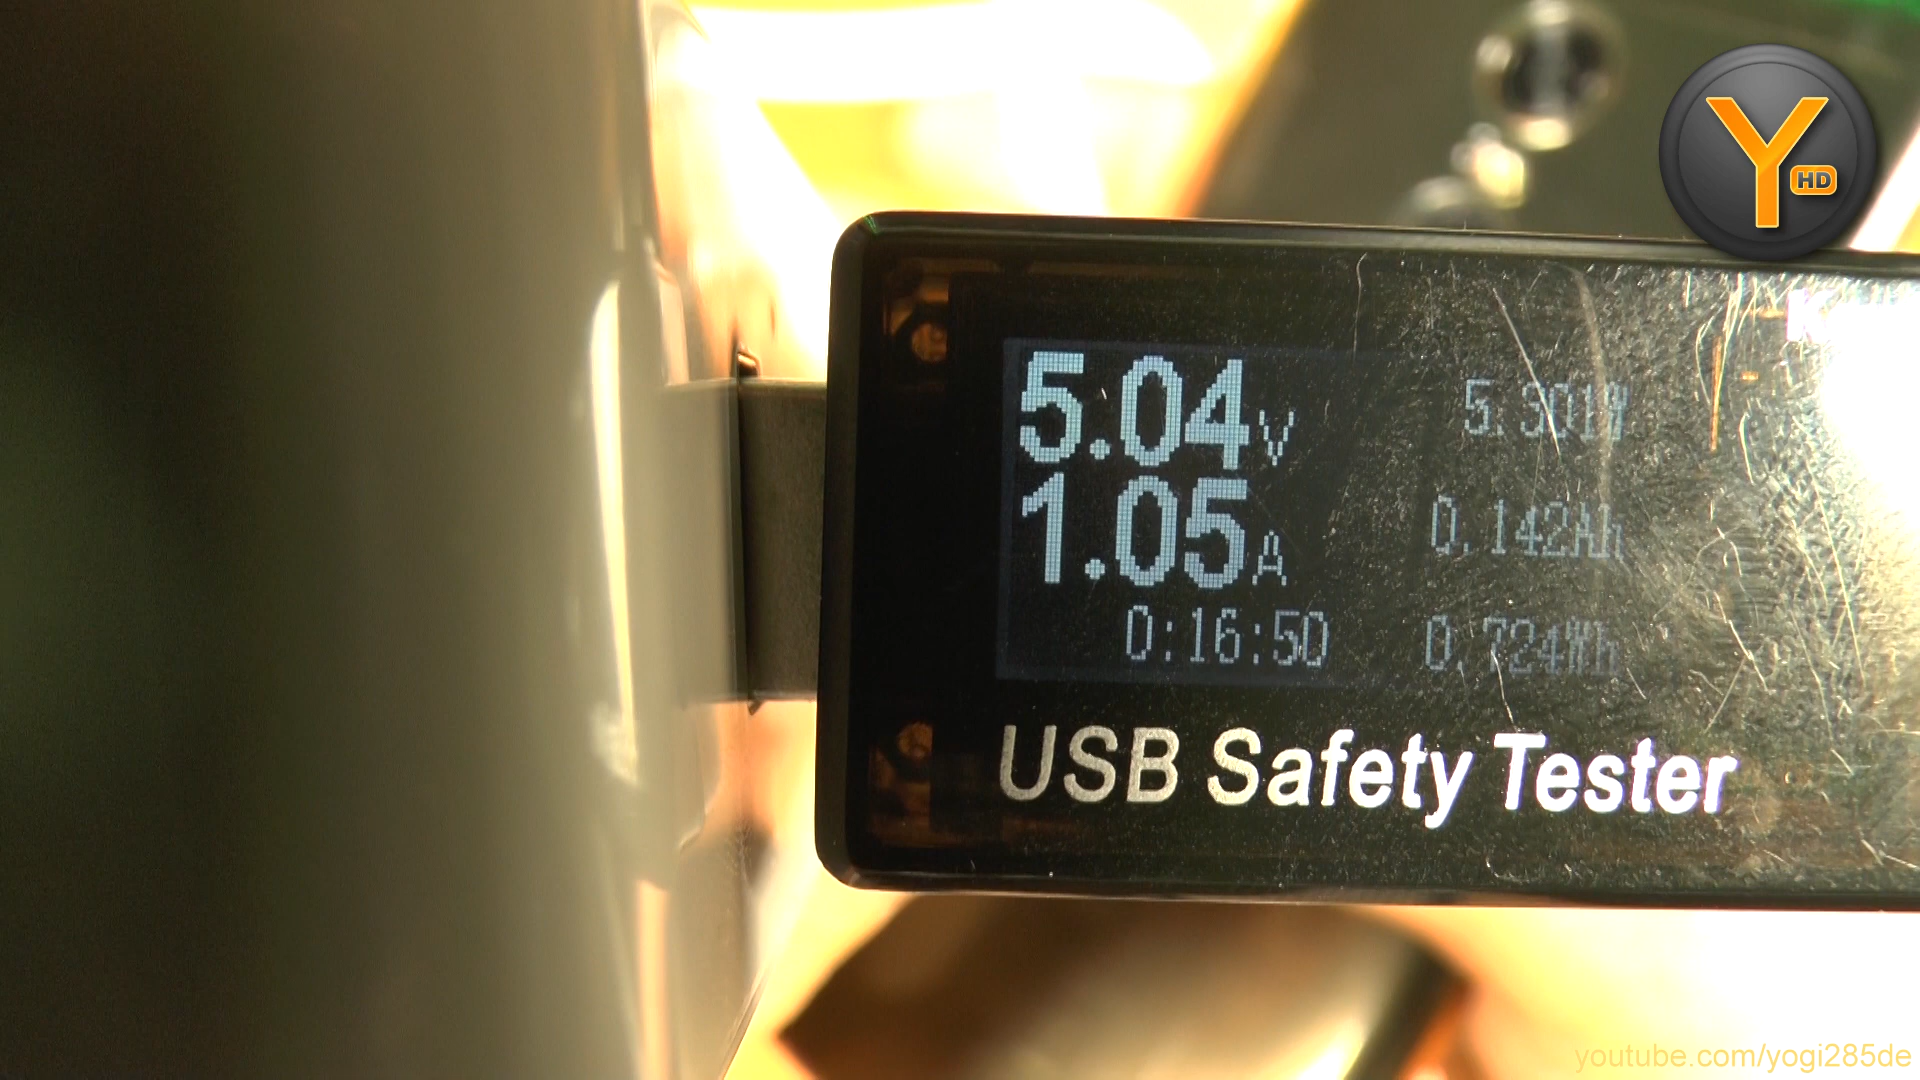 Y HD
5.04V
5.301W
1.05A
0.142Ah
0:16:50
0.724Wh
USB Safety Tester
youtube.com/yogi285de